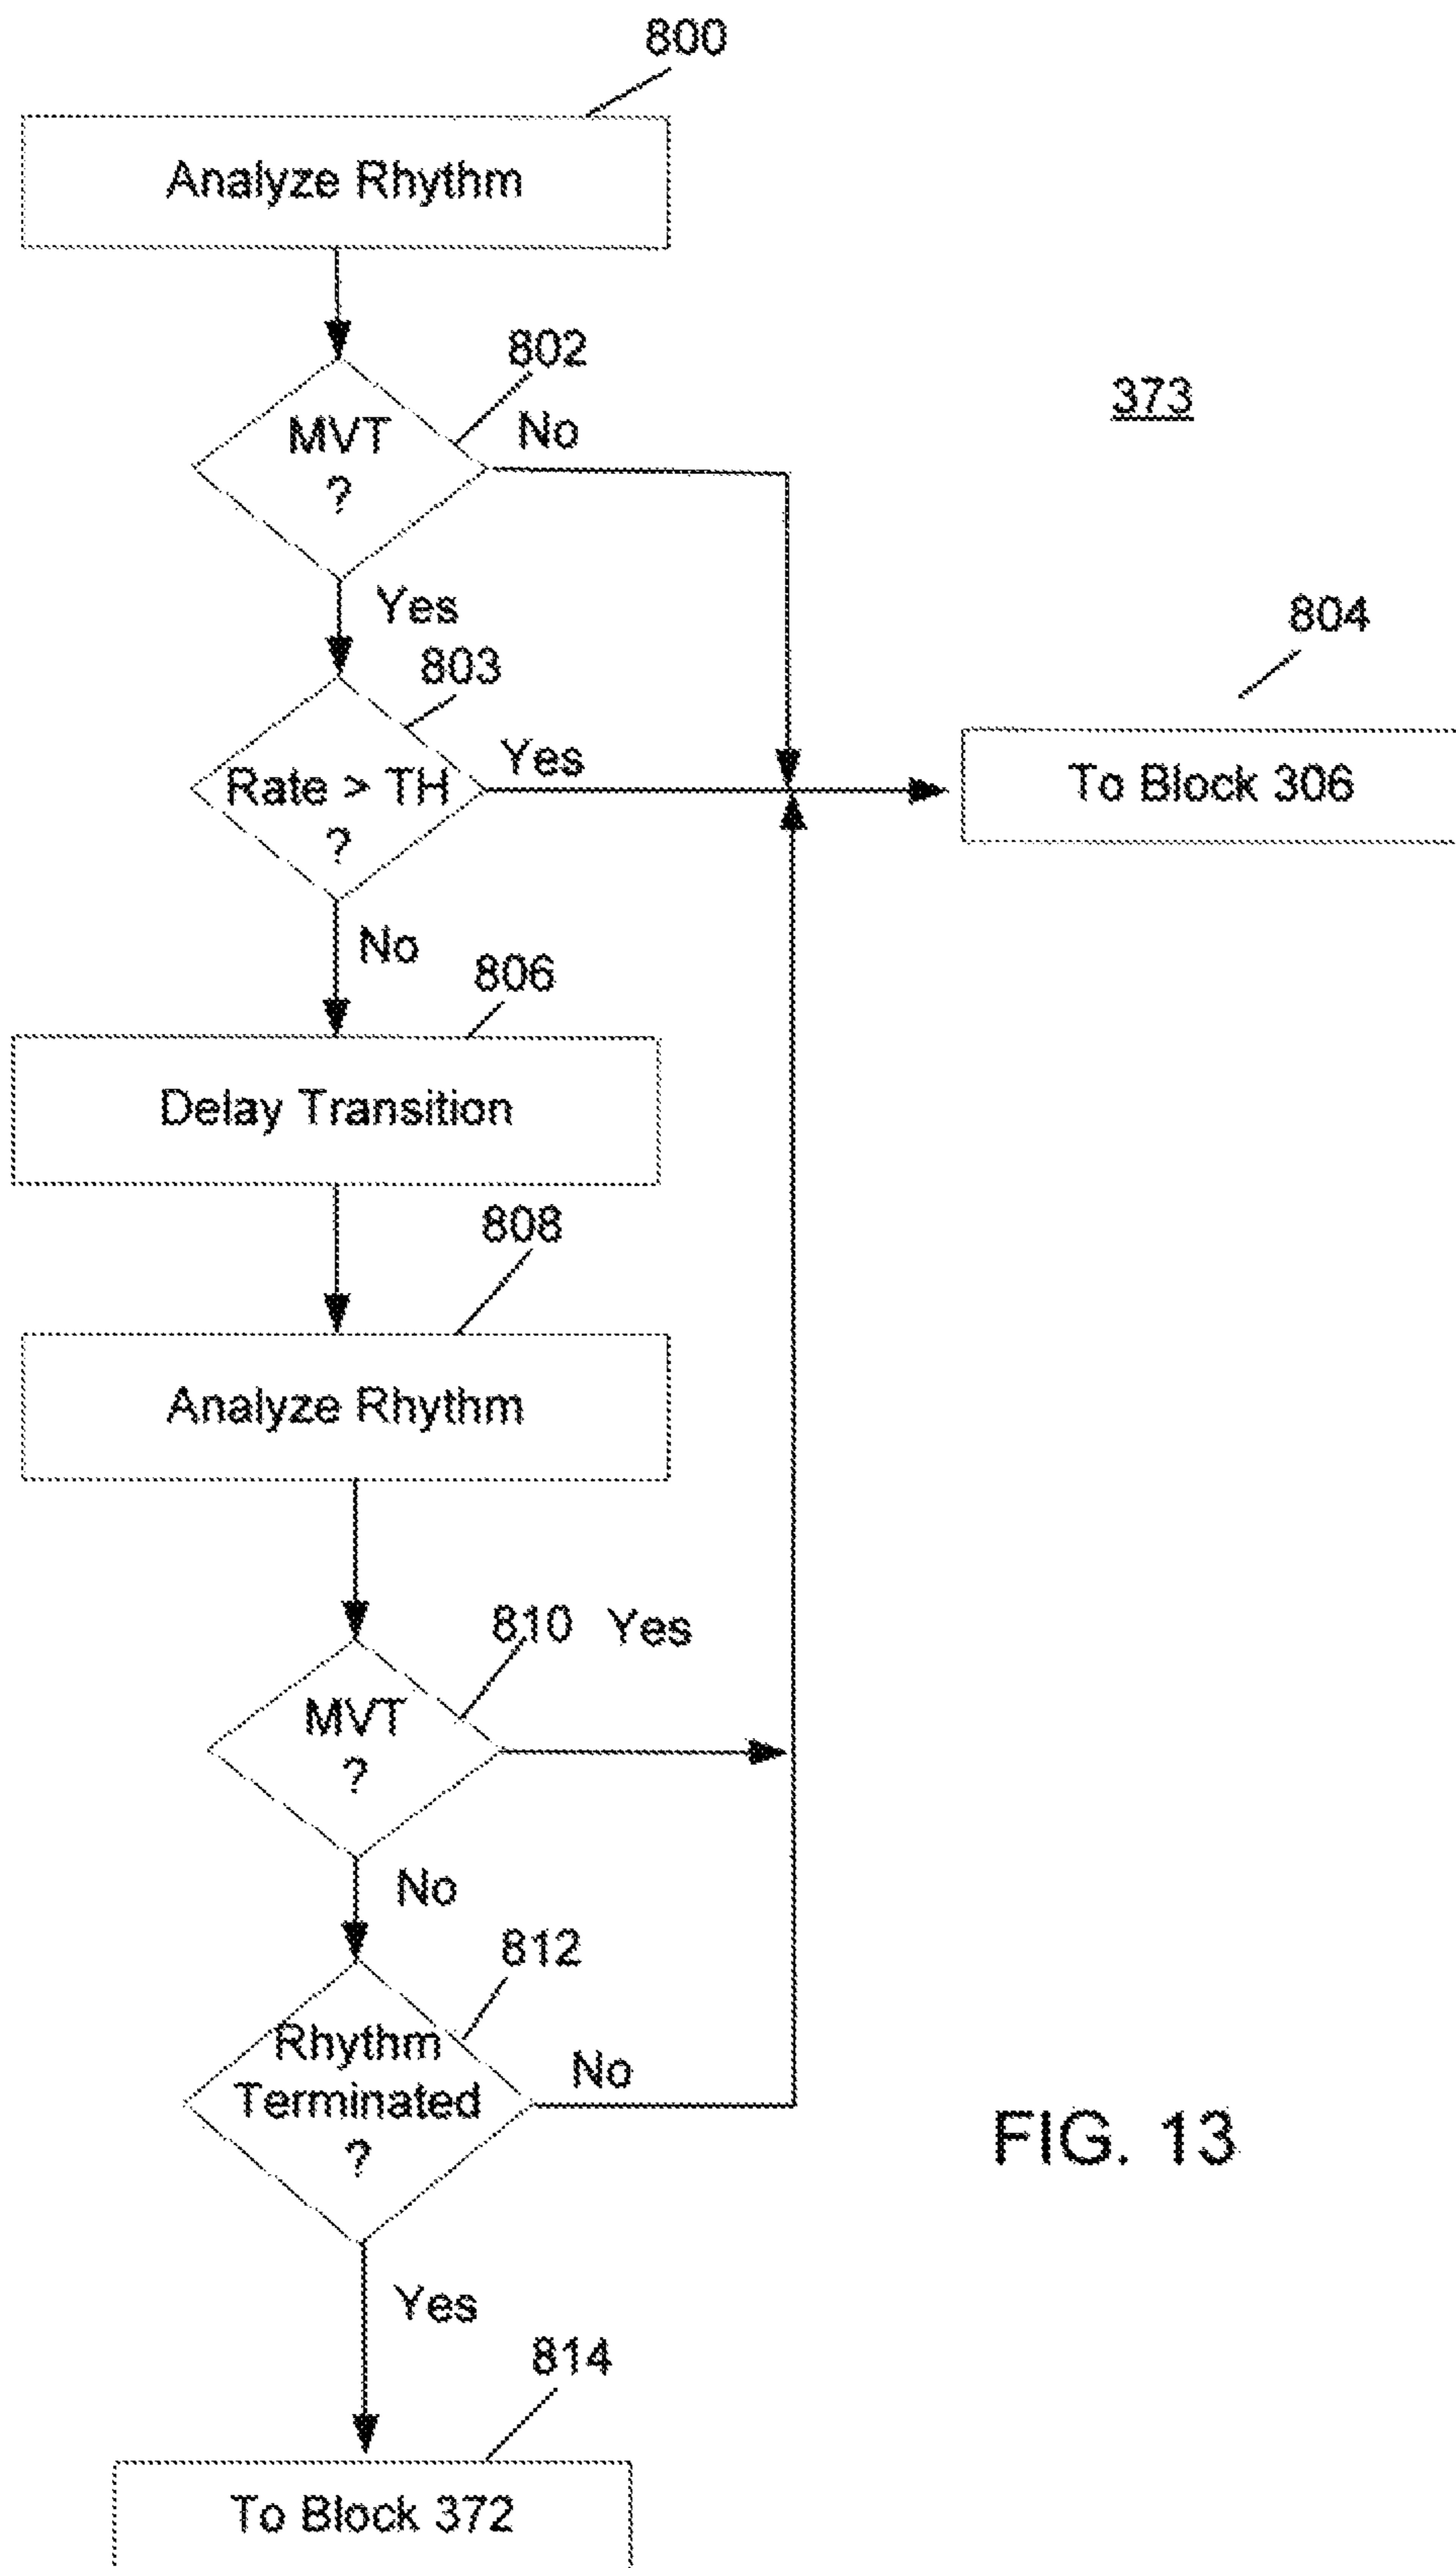 800
Analyze Rhythm
802
MVT
?
No
373
Yes
803
804
Rate > TH
?
Yes
To Block 306
No
806
Delay Transition
808
Analyze Rhythm
810 Yes
MVT
?
No
812
Rhythm
Terminated
?
No
FIG. 13
Yes
814
To Block 372